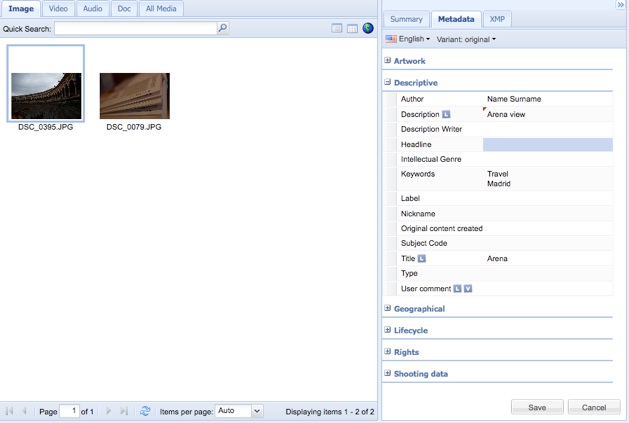 Image Video Audio Doc All Media
Quick Search:
DSC_0395.JPG DSC_0079.JPG
Page 1 of 1 Items per page: Auto Displaying items 1 - 2 of 2
Summary Metadata XMP
English Variant: original
Artwork
Descriptive
Author Name Surname
Description L Arena view
Description Writer
Headline
Intellectual Genre
Keywords Travel
Madrid
Label
Nickname
Original content created
Subject Code
Title L Arena
Type
User comment L V
Geographical
Lifecycle
Rights
Shooting data
Save Cancel